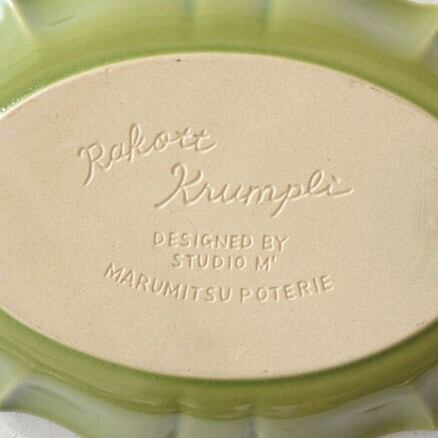 Rakott
Krumpli
DESIGNED BY
STUDIO M'
MARUMITSU POTERIE